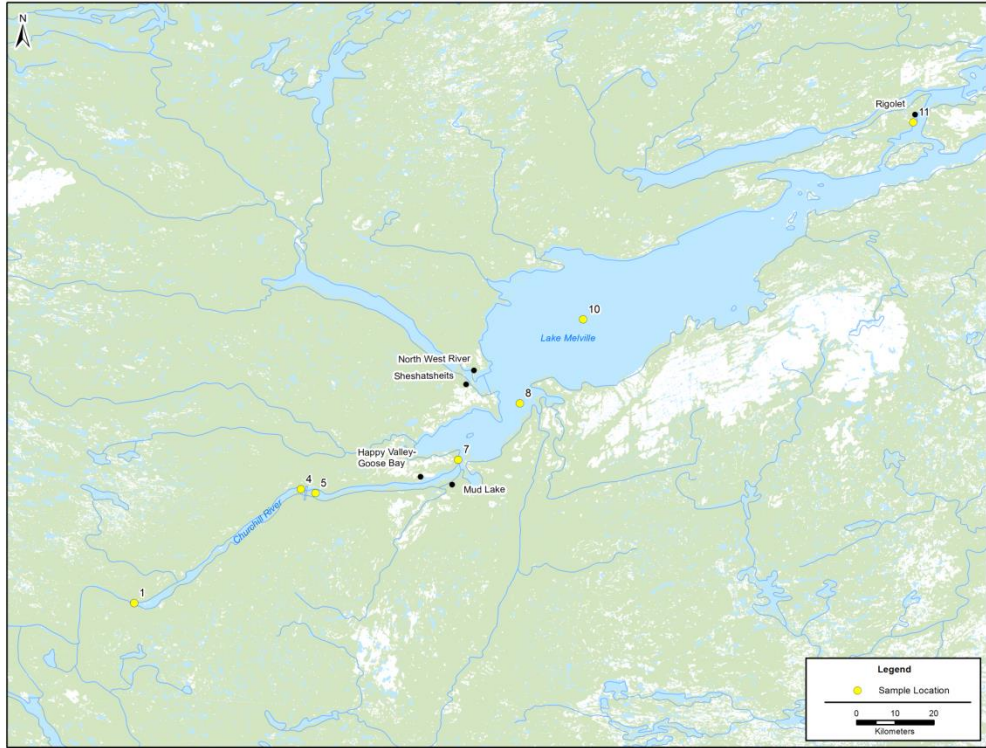 N
Rigolet
11
10
Lake Melville
North West River
Sheshatsheits
8
Happy Valley-
Goose Bay
7
Mud Lake
4
5
Churchill River
1
Legend
Sample Location
0 10 20
Kilometers